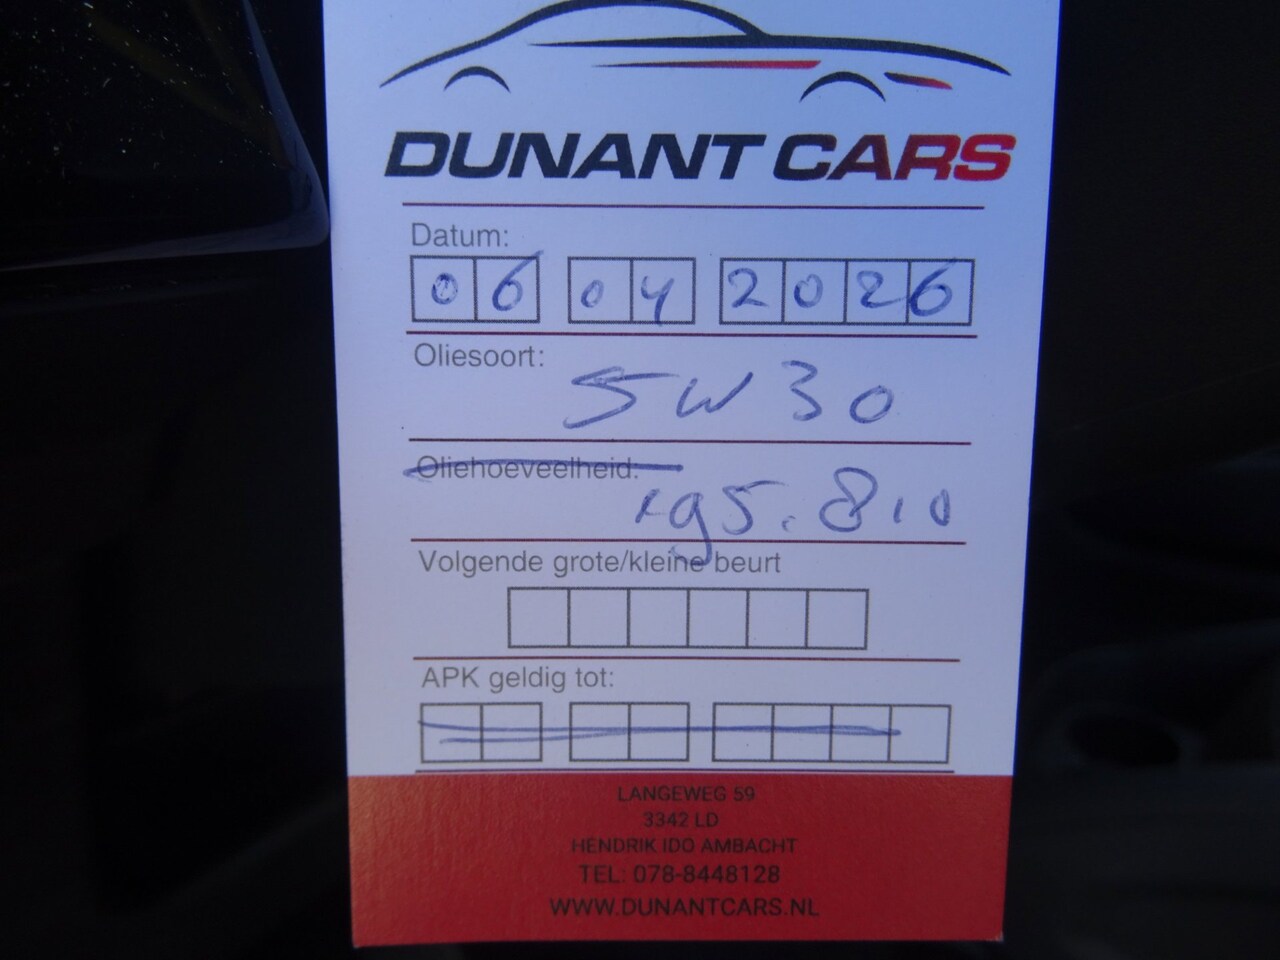 DUNANT CARS
Datum:
06 04 2026
Oliesoort:
5W30
Oliehoeveelheid:
195.810
Volgende grote/kleine beurt
APK geldig tot:
LANGEWEG 59
3342 LD
HENDRIK IDO AMBACHT
TEL: 078-8448128
WWW.DUNANTCARS.NL